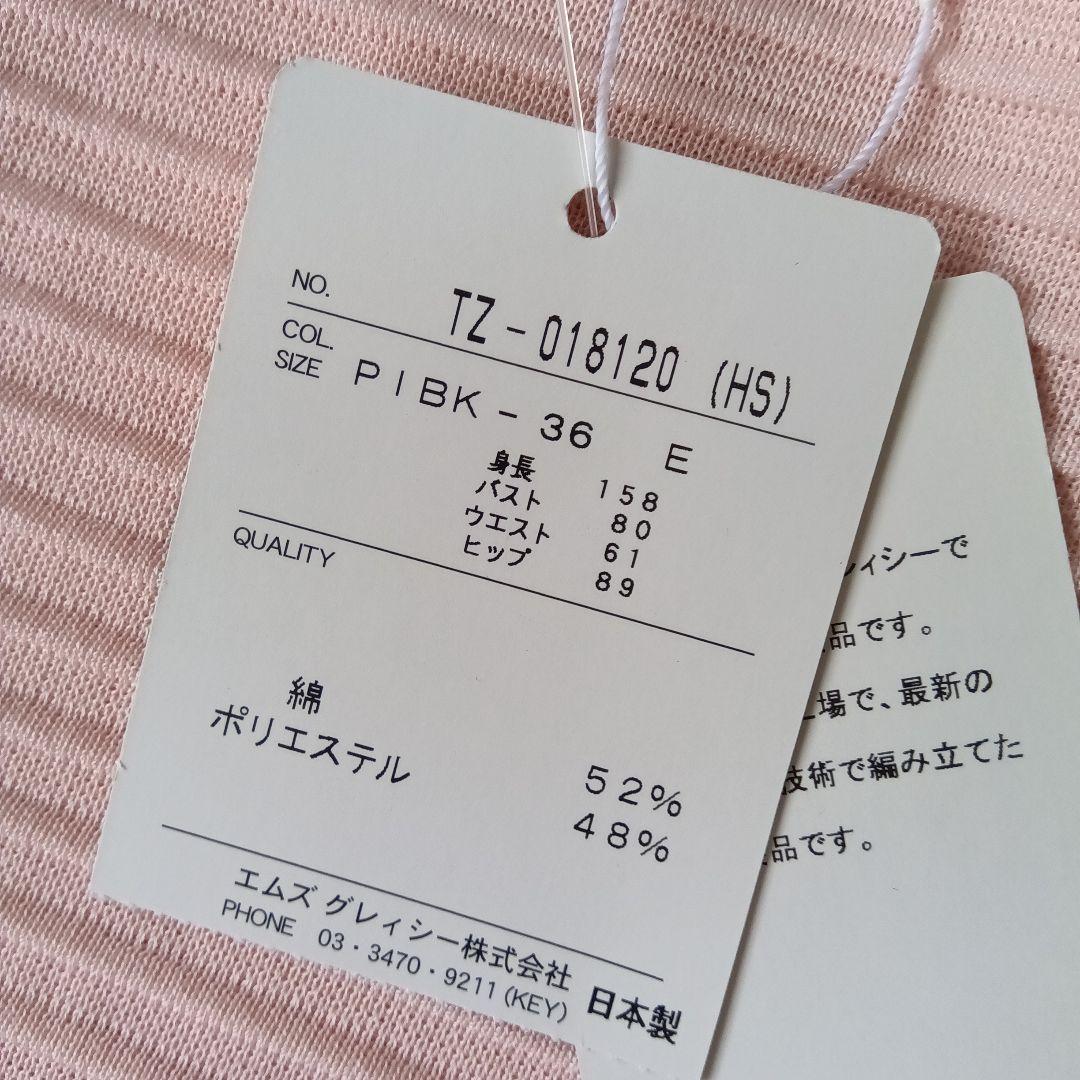 NO. TZ-018120 (HS)
COL.
SIZE PIBK-36 E
身長 158
バスト 80
ウエスト 61
ヒップ 89
QUALITY
綿 52%
ポリエステル 48%
エムズ グレィシー株式会社
PHONE 03・3470・9211 (KEY) 日本製
ィシーで
品です。
場で、最新の
技術で編み立てた
品です。